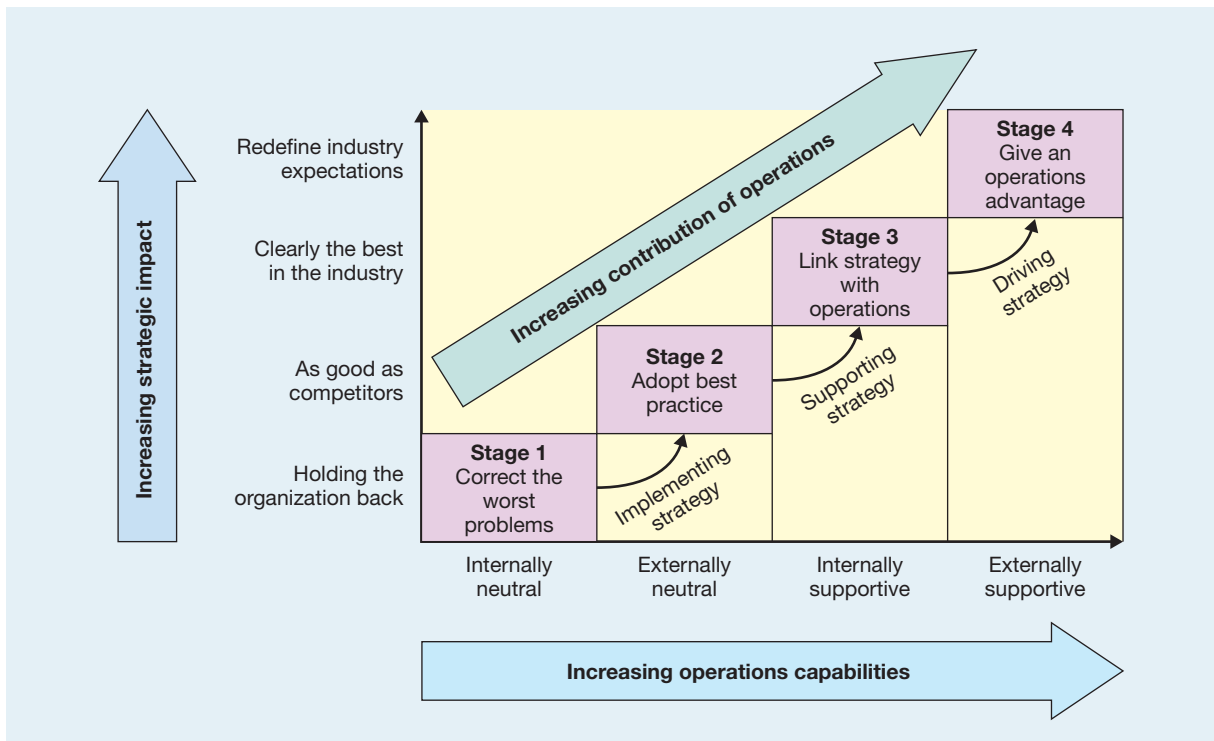 Increasing strategic impact
Redefine industry
expectations
Clearly the best
in the industry
As good as
competitors
Holding the
organization back
Increasing contribution of operations
Stage 4
Give an
operations
advantage
Stage 3
Link strategy
with
operations
Driving
strategy
Stage 2
Adopt best
practice
Supporting
strategy
Stage 1
Correct the
worst
problems
Implementing
strategy
Internally
neutral
Externally
neutral
Internally
supportive
Externally
supportive
Increasing operations capabilities